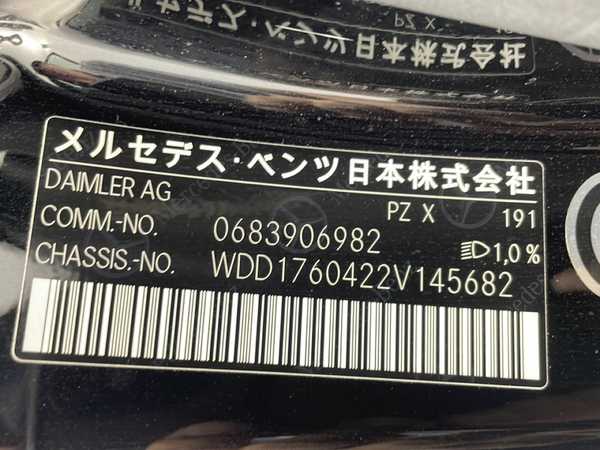 メルセデス・ベンツ日本株式会社
DAIMLER AG
PZ X 191
COMM.-NO. 0683906982 1,0%
CHASSIS.-NO. WDD1760422V145682